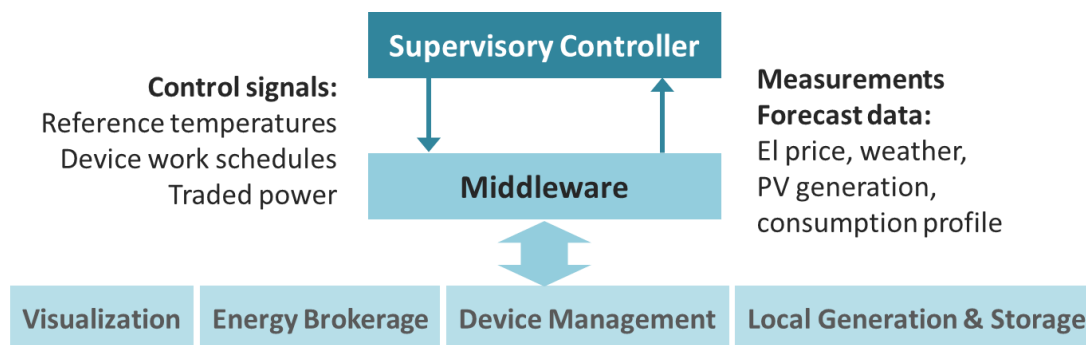 Supervisory Controller
Control signals:
Reference temperatures
Device work schedules
Traded power
Measurements
Forecast data:
El price, weather,
PV generation,
consumption profile
Middleware
Visualization
Energy Brokerage
Device Management
Local Generation & Storage